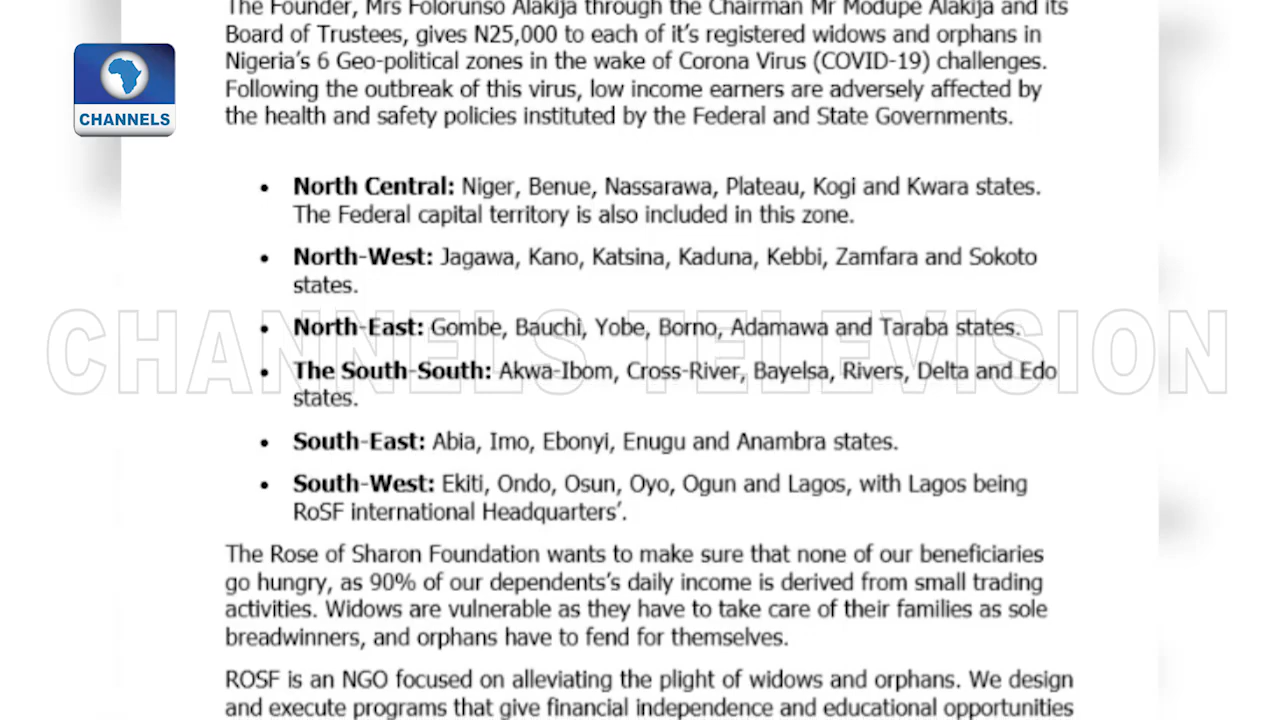 The Founder, Mrs Folorunso Alakija through the Chairman Mr Modupe Alakija and its
Board of Trustees, gives N25,000 to each of it's registered widows and orphans in
Nigeria's 6 Geo-political zones in the wake of Corona Virus (COVID-19) challenges.
Following the outbreak of this virus, low income earners are adversely affected by
the health and safety policies instituted by the Federal and State Governments.
CHANNELS
• North Central: Niger, Benue, Nassarawa, Plateau, Kogi and Kwara states.
The Federal capital territory is also included in this zone.
• North-West: Jagawa, Kano, Katsina, Kaduna, Kebbi, Zamfara and Sokoto
states.
• North-East: Gombe, Bauchi, Yobe, Borno, Adamawa and Taraba states.
CHANNELS TELEVISION
• The South-South: Akwa-Ibom, Cross-River, Bayelsa, Rivers, Delta and Edo
states.
• South-East: Abia, Imo, Ebonyi, Enugu and Anambra states.
• South-West: Ekiti, Ondo, Osun, Oyo, Ogun and Lagos, with Lagos being
RoSF international Headquarters'.
The Rose of Sharon Foundation wants to make sure that none of our beneficiaries
go hungry, as 90% of our dependents's daily income is derived from small trading
activities. Widows are vulnerable as they have to take care of their families as sole
breadwinners, and orphans have to fend for themselves.
ROSF is an NGO focused on alleviating the plight of widows and orphans. We design
and execute programs that give financial independence and educational opportunities